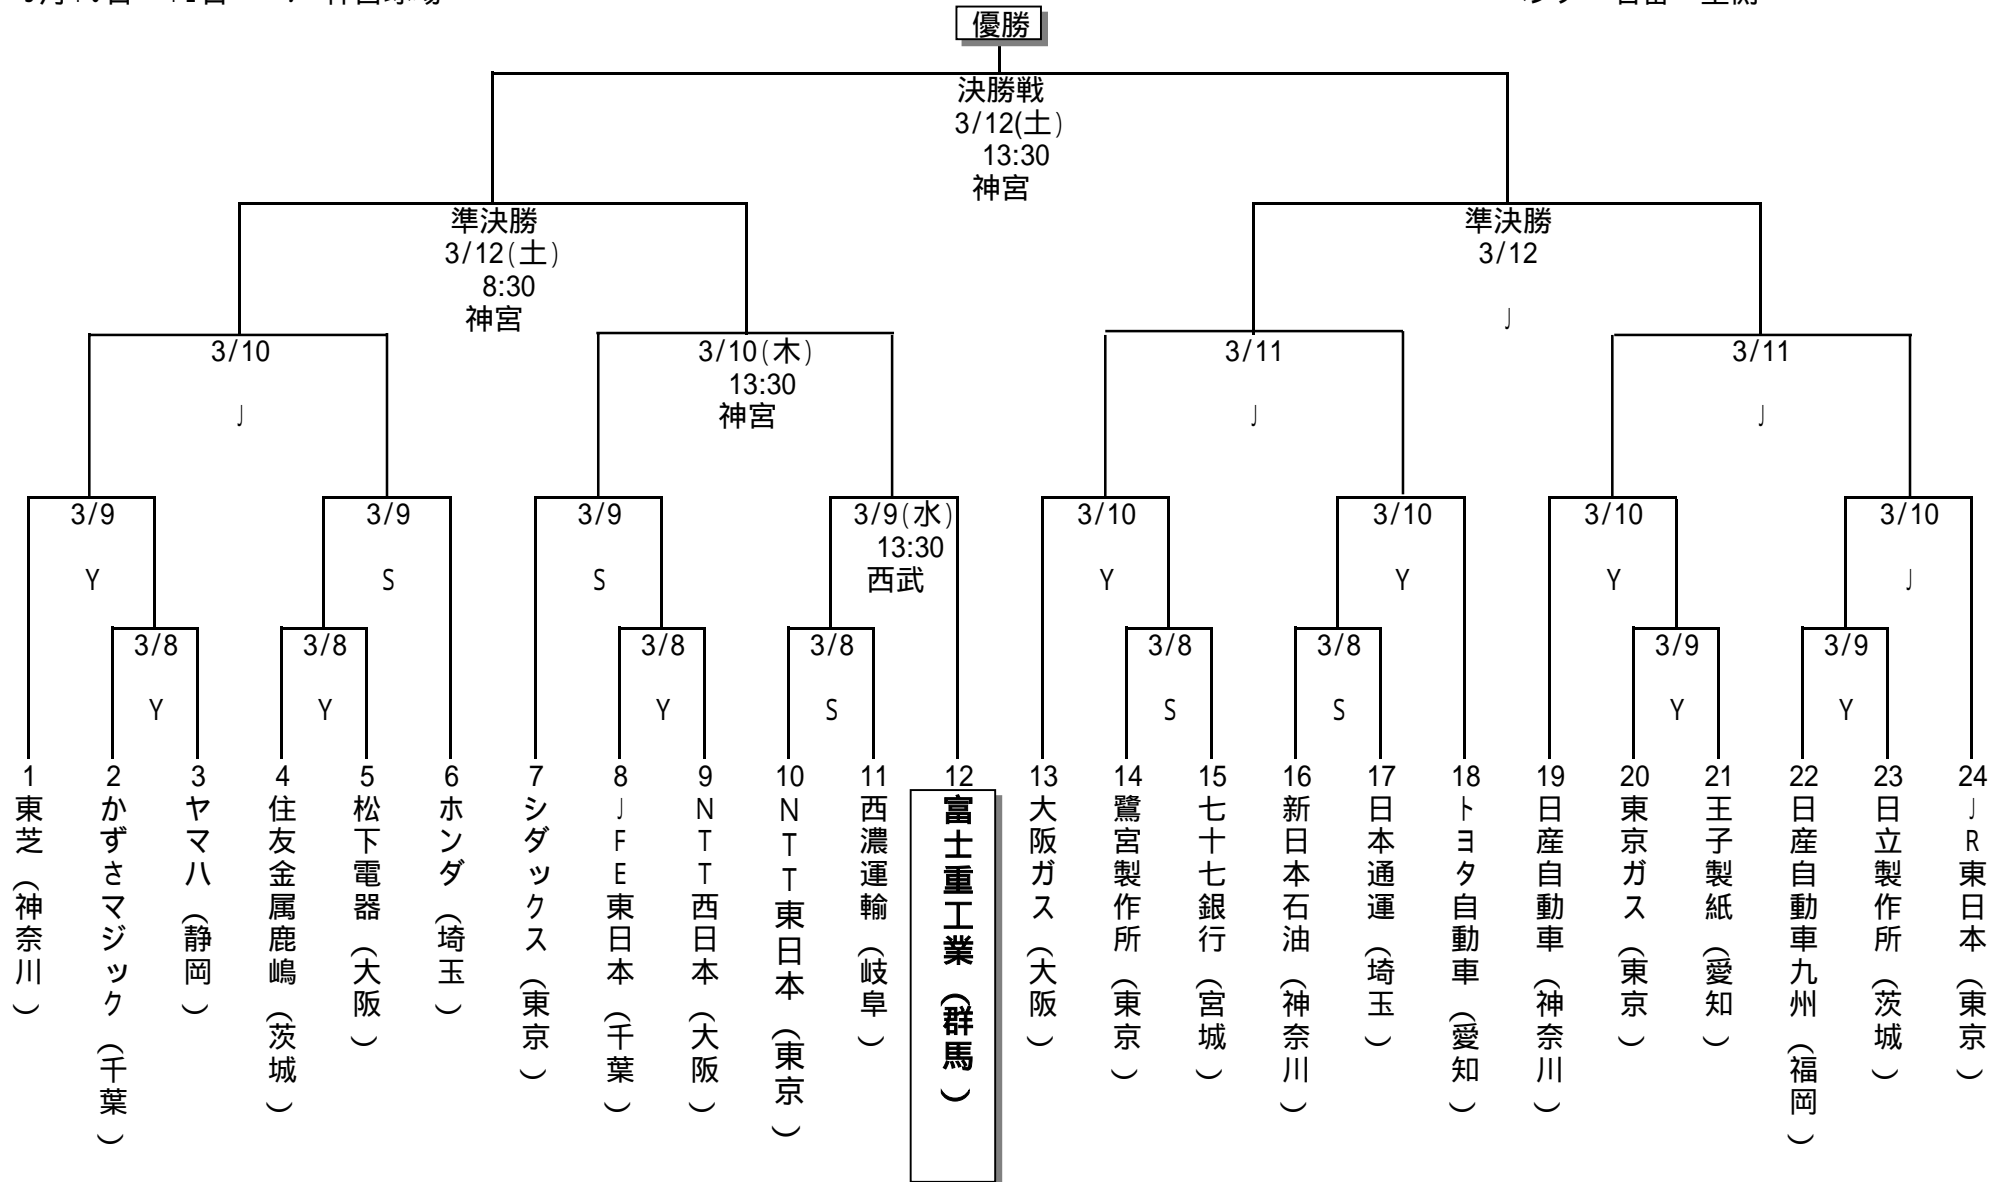 優勝
決勝戦
3/12(土)
13:30
神宮
準決勝
3/12(土)
8:30
神宮
準決勝
3/12
J
3/10
J
3/10(木)
13:30
神宮
3/11
J
3/11
J
3/9
Y
3/9
S
3/9
S
3/9(水)
13:30
西武
3/10
Y
3/10
Y
3/10
Y
3/10
J
3/8
Y
3/8
Y
3/8
Y
3/8
S
3/8
S
3/8
S
3/9
Y
3/9
Y
1 東芝(神奈川)
2 かずさマジック(千葉)
3 ヤマハ(静岡)
4 住友金属鹿嶋(茨城)
5 松下電器(大阪)
6 ホンダ(埼玉)
7 シダックス(東京)
8 JFE東日本(千葉)
9 NTT西日本(大阪)
10 NTT東日本(東京)
11 西濃運輸(岐阜)
12 富士重工業(群馬)
13 大阪ガス(大阪)
14 鷺宮製作所(東京)
15 七十七銀行(宮城)
16 新日本石油(神奈川)
17 日本通運(埼玉)
18 トヨタ自動車(愛知)
19 日産自動車(神奈川)
20 東京ガス(東京)
21 王子製紙(愛知)
22 日産自動車九州(福岡)
23 日立製作所(茨城)
24 JR東日本(東京)